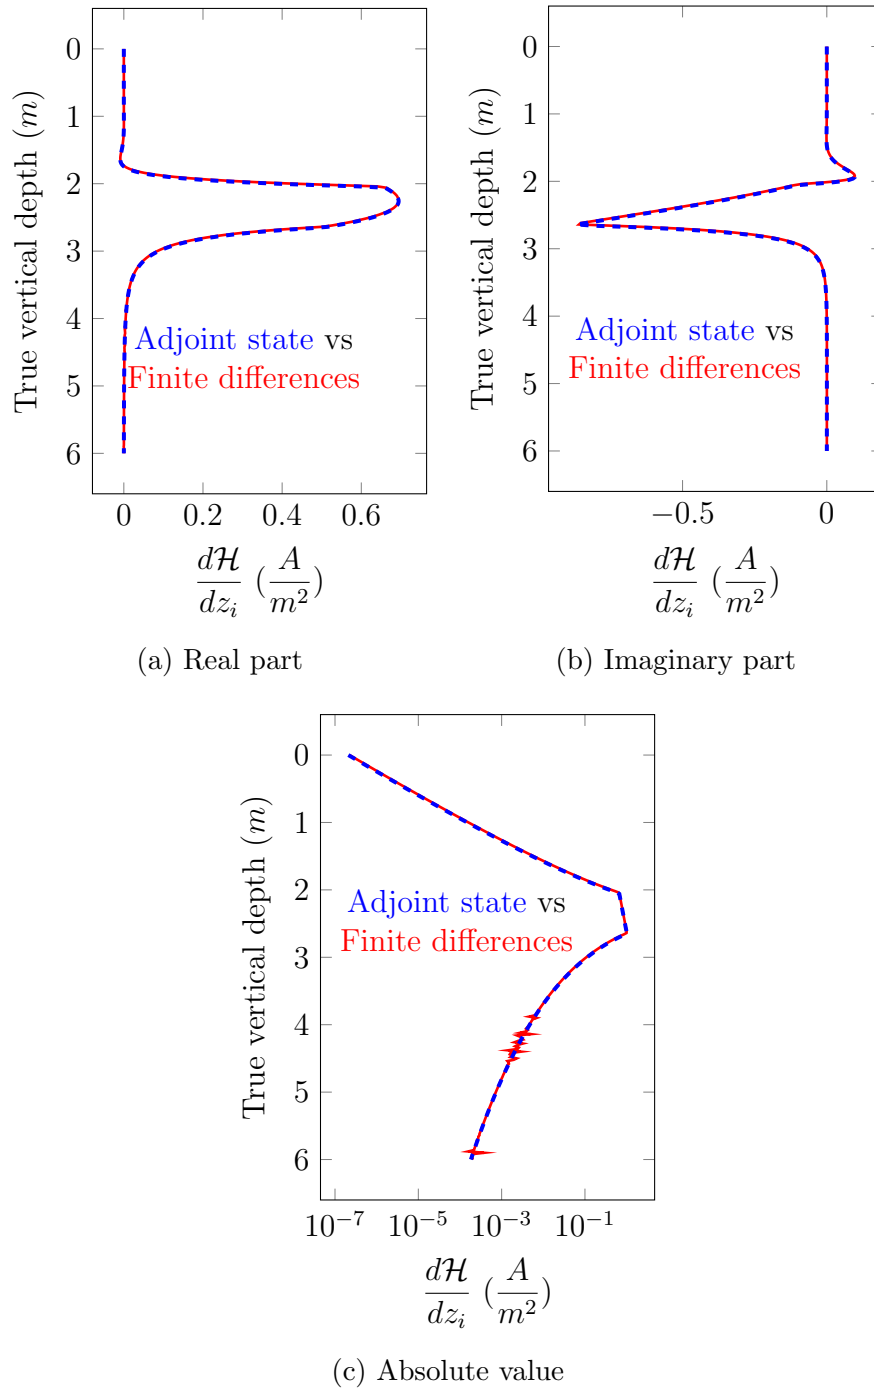 0
1
2
3
4
5
6
True vertical depth (m)
Adjoint state vs
Finite differences
0
0.2
0.4
0.6
dℋ/dz_i (A/m²)
(a) Real part
0
1
2
3
4
5
6
True vertical depth (m)
Adjoint state vs
Finite differences
−0.5
0
dℋ/dz_i (A/m²)
(b) Imaginary part
0
1
2
3
4
5
6
True vertical depth (m)
Adjoint state vs
Finite differences
10⁻⁷
10⁻⁵
10⁻³
10⁻¹
dℋ/dz_i (A/m²)
(c) Absolute value